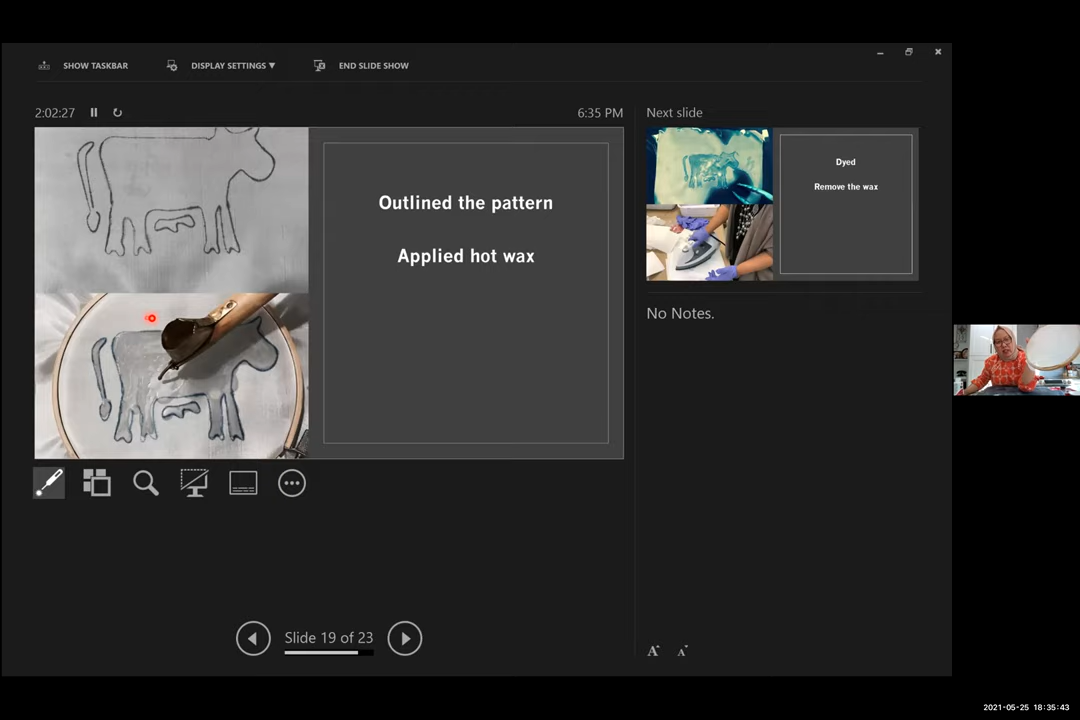 SHOW TASKBAR
DISPLAY SETTINGS ▼
END SLIDE SHOW
2:02:27
6:35 PM
Outlined the pattern
Applied hot wax
Next slide
Dyed
Remove the wax
No Notes.
Slide 19 of 23
A A
2021-05-25 18:35:43